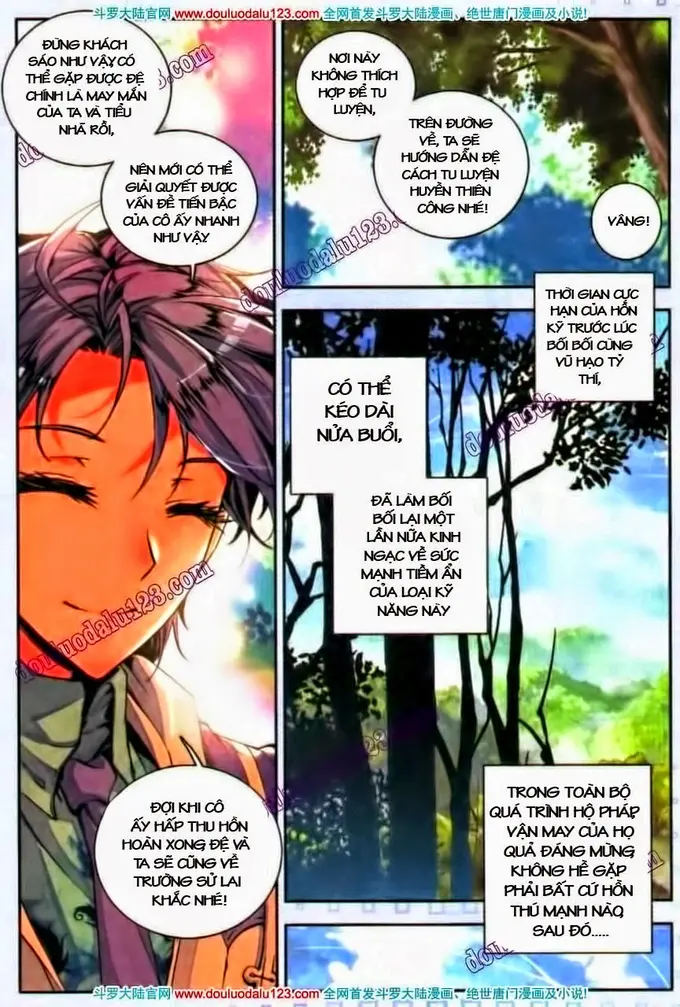 斗罗大陆官网 www.douluodalu123.com 全网首发斗罗大陆漫画、绝世唐门漫画及小说!
ĐỪNG KHÁCH
SÁO NHƯ VẬY, CÓ
THỂ GẶP ĐƯỢC ĐỆ
CHÍNH LÀ MAY MẮN
CỦA TA VÀ TIỂU
NHÃ RỒI,
NÊN MỚI CÓ THỂ
GIẢI QUYẾT ĐƯỢC
VẤN ĐỀ TIẾN BẬC
CỦA CÔ ẤY NHANH
NHƯ VẬY
NƠI NÀY
KHÔNG THÍCH
HỢP ĐỂ TU
LUYỆN,
TRÊN ĐƯỜNG
VỀ, TA SẼ
HƯỚNG DẪN ĐỆ
CÁCH TU LUYỆN
HUYỀN THIÊN
CÔNG NHÉ!
VÂNG!
douluodalu123.com
douluodalu123.com
THỜI GIAN CỰC
HẠN CỦA HỒN
KỸ TRƯỚC LÚC
BỐI BỐI CÙNG
VŨ HẠO TỶ
THÍ,
CÓ THỂ
KÉO DÀI
NỬA BUỔI,
ĐÃ LÀM BỐI
BỐI LẠI MỘT
LẦN NỮA KINH
NGẠC VỀ SỨC
MẠNH TIỀM ẨN
CỦA LOẠI KỸ
NĂNG NÀY
douluodalu123.com
ĐỢI KHI CÔ
ẤY HẤP THU HỒN
HOÀN XONG, ĐỆ VÀ
TA SẼ CŨNG VỀ
TRƯỜNG SỬ LAI
KHẮC NHÉ!
TRONG TOÀN BỘ
QUÁ TRÌNH HỘ PHÁP,
VẬN MAY CỦA HỌ
QUẢ ĐÁNG MỪNG,
KHÔNG HỀ GẶP
PHẢI BẤT CỨ HỒN
THÚ MẠNH NÀO,
SAU ĐÓ.....
斗罗大陆官网 www.douluodalu123.com 全网首发斗罗大陆漫画、绝世唐门漫画及小说!